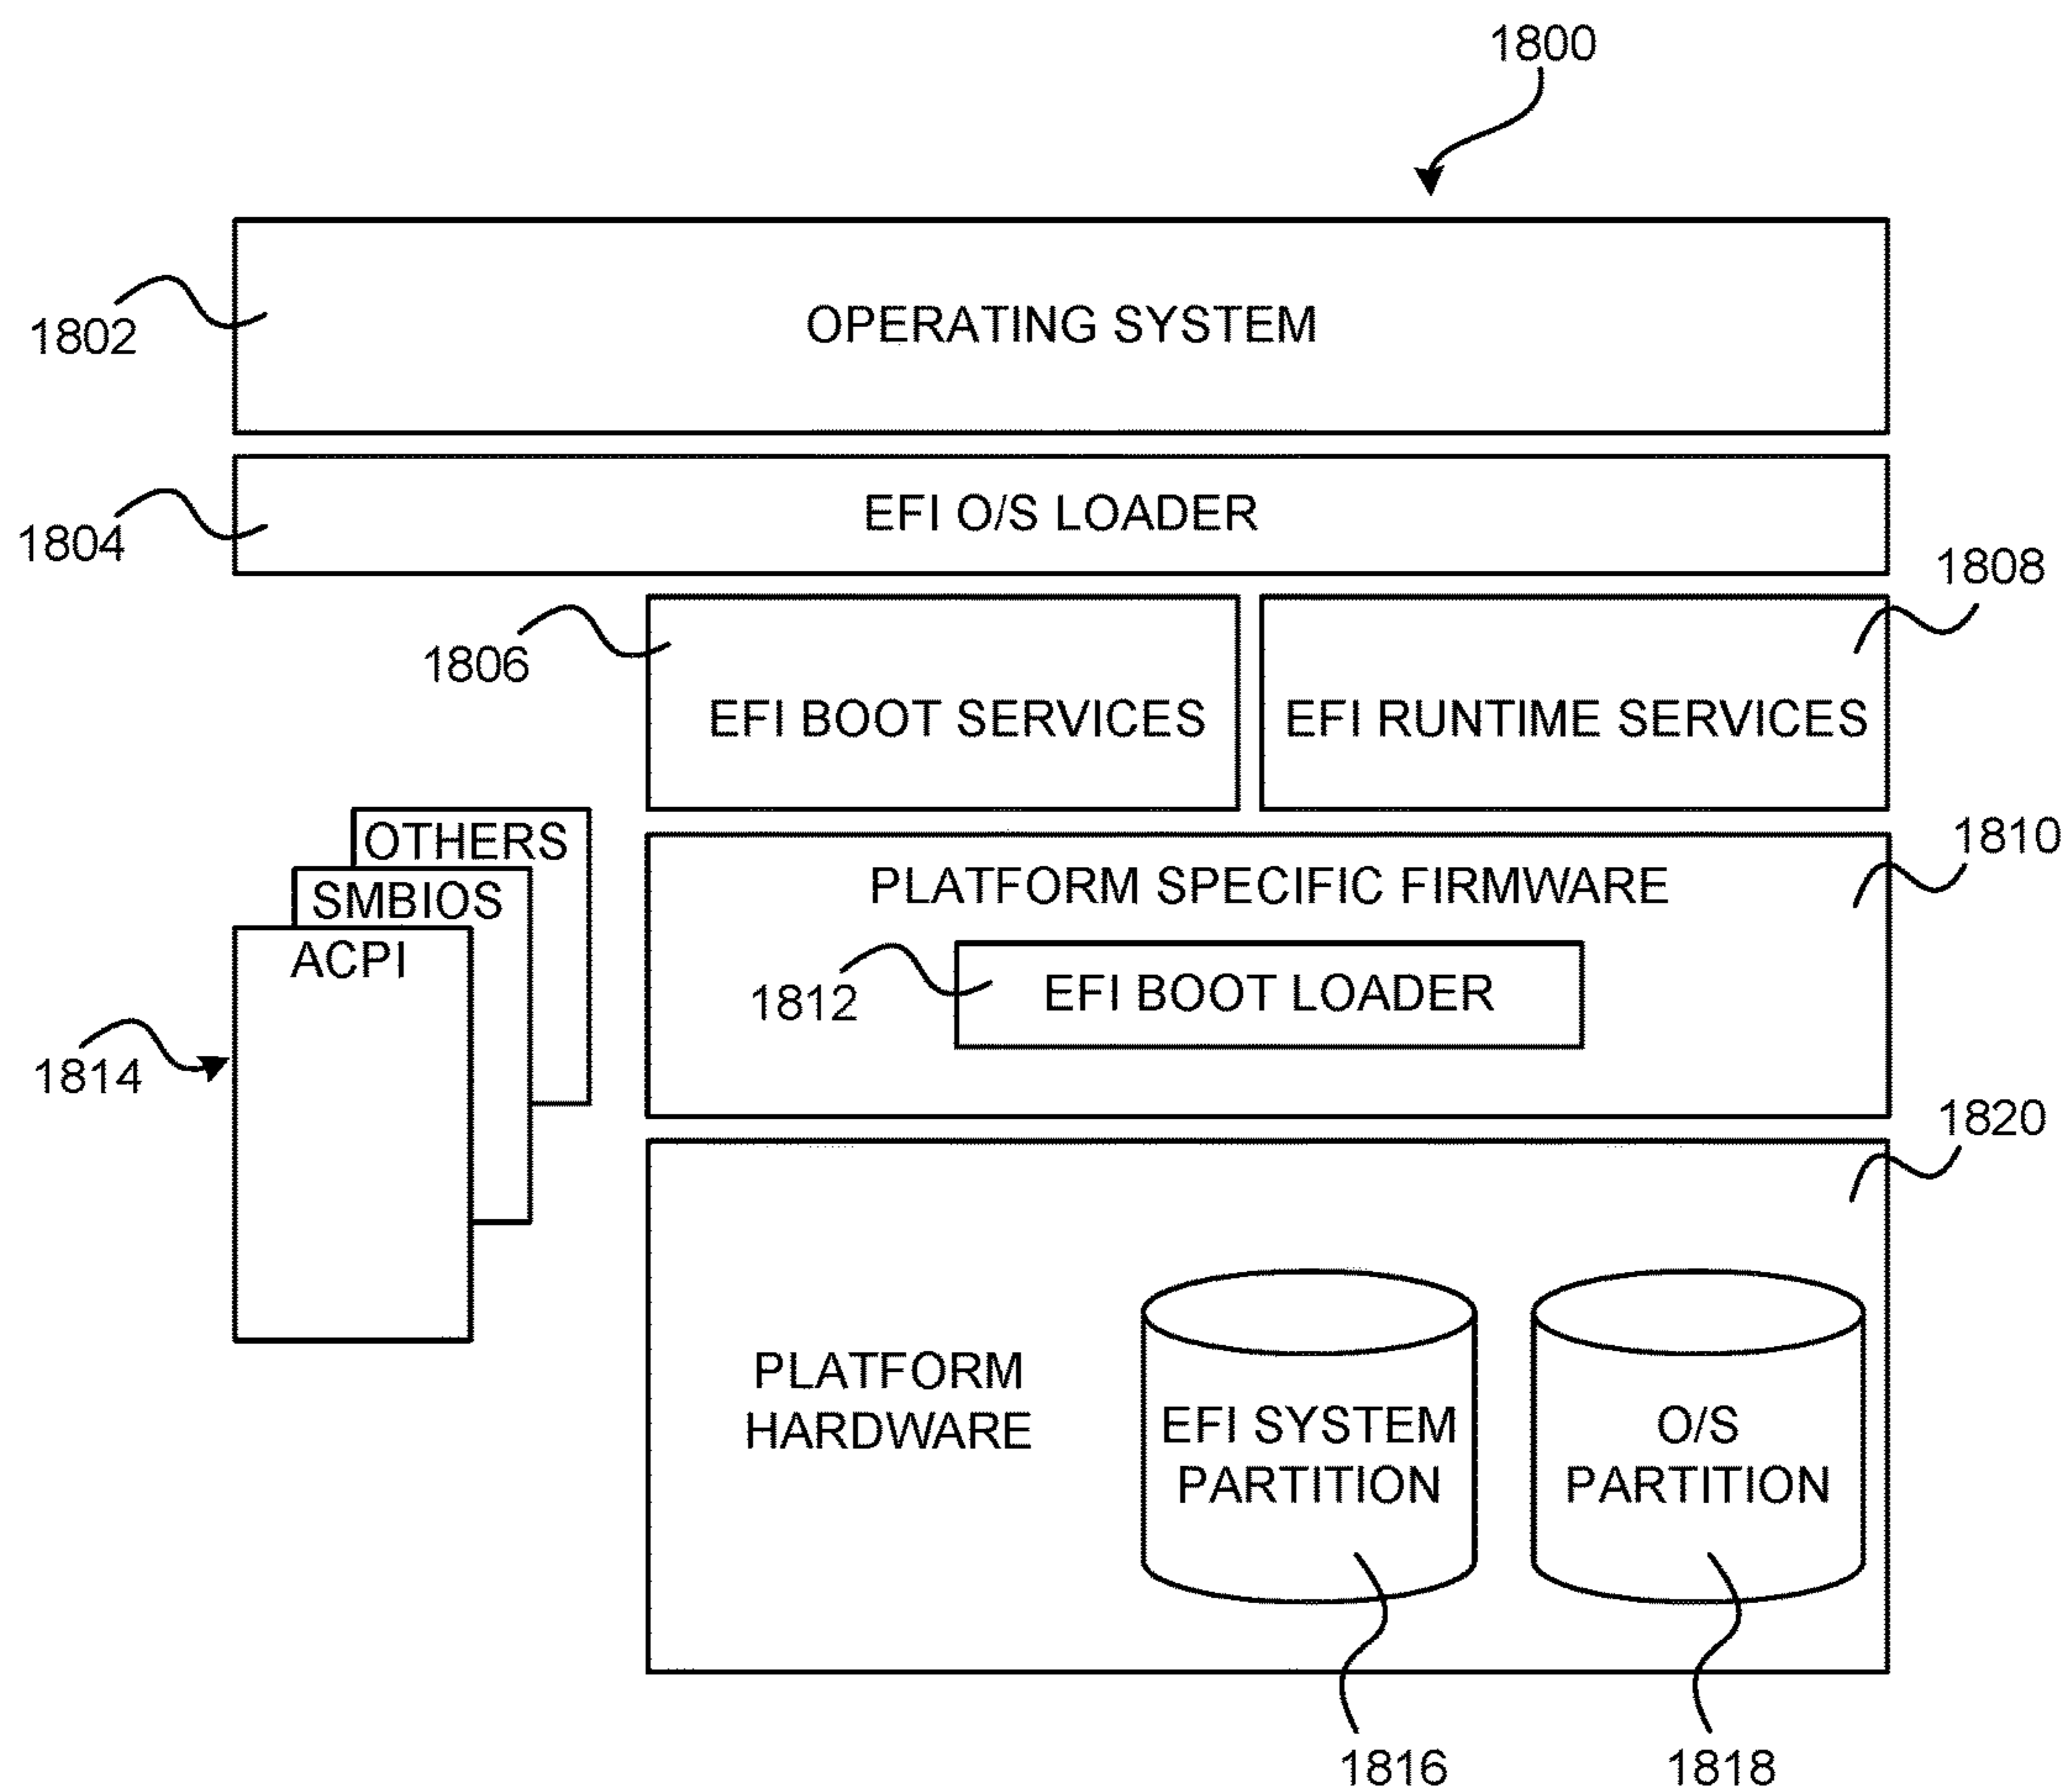 1800
OPERATING SYSTEM
1802
EFI O/S LOADER
1804
1808
1806
EFI BOOT SERVICES
EFI RUNTIME SERVICES
OTHERS
SMBIOS
ACPI
1814
1810
PLATFORM SPECIFIC FIRMWARE
1812
EFI BOOT LOADER
1820
PLATFORM
HARDWARE
EFI SYSTEM
PARTITION
O/S
PARTITION
1816
1818